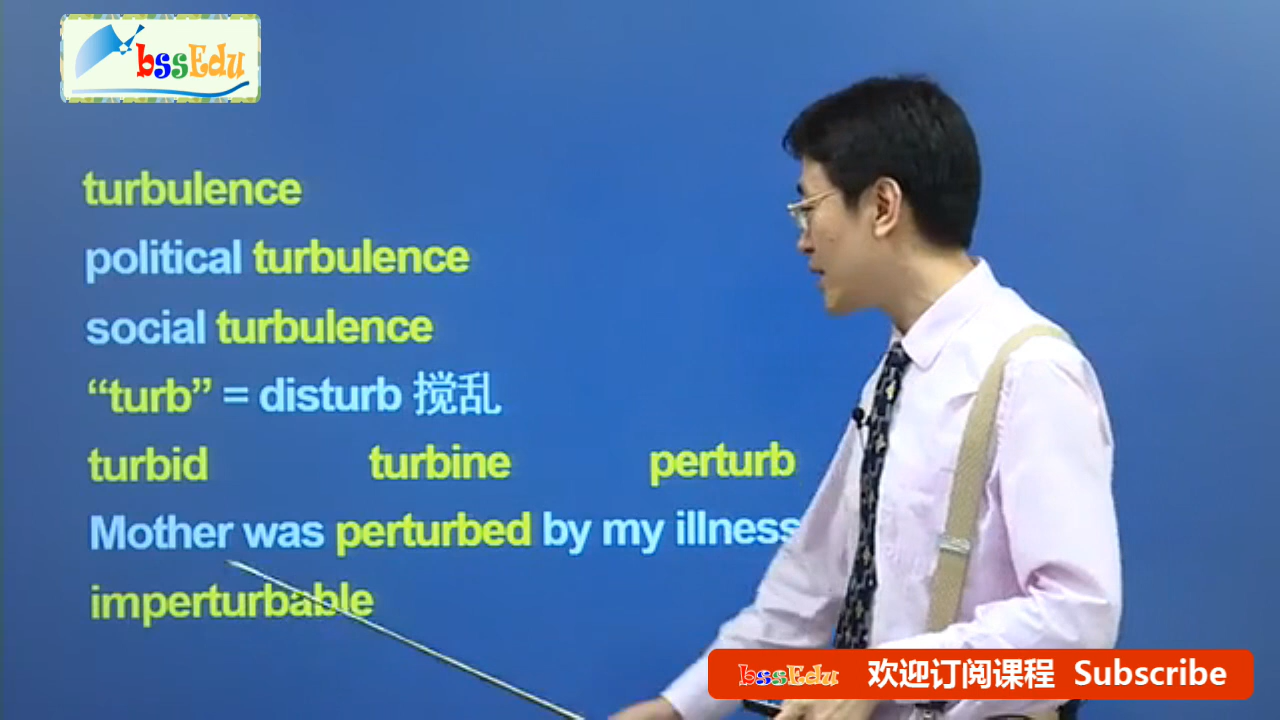 bssEdu
turbulence
political turbulence
social turbulence
“turb” = disturb 搅乱
turbid turbine perturb
Mother was perturbed by my illness
imperturbable
bssEdu 欢迎订阅课程 Subscribe